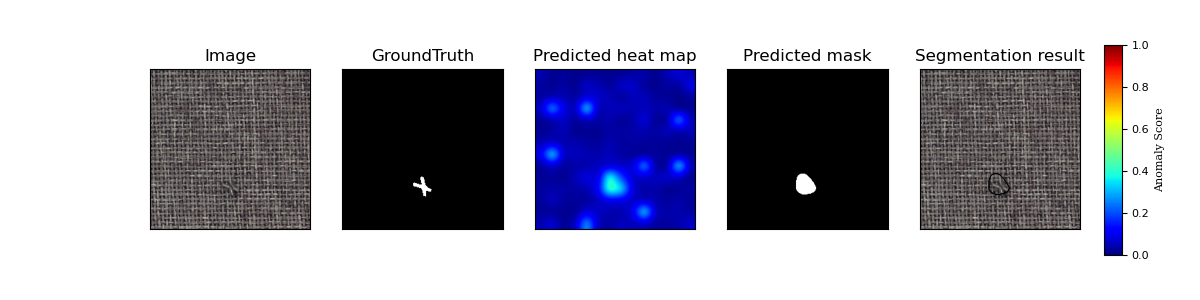 Image
GroundTruth
Predicted heat map
Predicted mask
Segmentation result
1.0
0.8
0.6
0.4
0.2
0.0
Anomaly Score